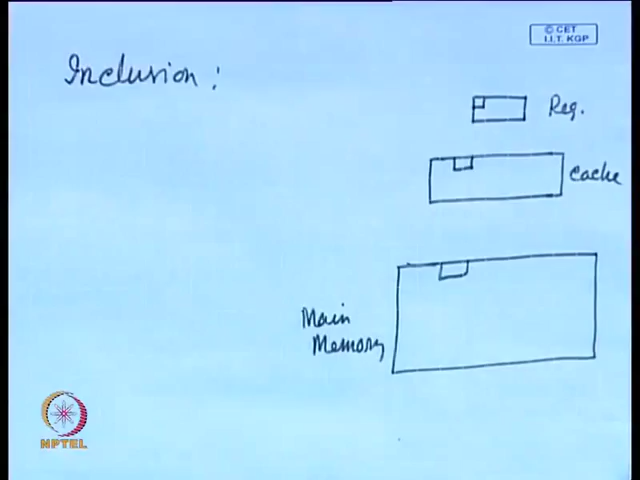 © CET
I.I.T. KGP
Inclusion :
Reg.
Cache
Main
Memory
NPTEL